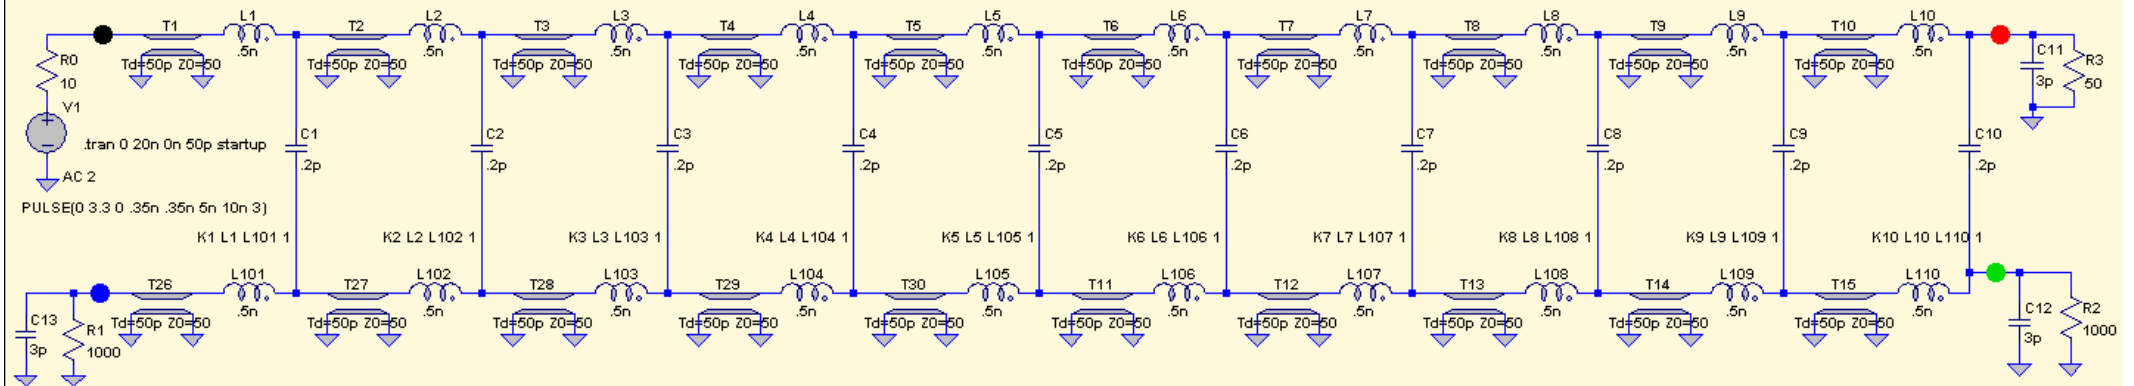 T1 L1 T2 L2 T3 L3 T4 L4 T5 L5 T6 L6 T7 L7 T8 L8 T9 L9 T10 L10
.5n .5n .5n .5n .5n .5n .5n .5n .5n .5n
R0 Td=50p Z0=50 Td=50p Z0=50 Td=50p Z0=50 Td=50p Z0=50 Td=50p Z0=50 Td=50p Z0=50 Td=50p Z0=50 Td=50p Z0=50 Td=50p Z0=50 Td=50p Z0=50 C11 R3
10 3p 50
V1
C1 C2 C3 C4 C5 C6 C7 C8 C9 C10
.tran 0 20n 0n 50p startup
.2p .2p .2p .2p .2p .2p .2p .2p .2p .2p
AC 2
PULSE(0 3.3 0 .35n .35n 5n 10n 3)
K1 L1 L101 1 K2 L2 L102 1 K3 L3 L103 1 K4 L4 L104 1 K5 L5 L105 1 K6 L6 L106 1 K7 L7 L107 1 K8 L8 L108 1 K9 L9 L109 1 K10 L10 L110 1
T26 L101 T27 L102 T28 L103 T29 L104 T30 L105 T11 L106 T12 L107 T13 L108 T14 L109 T15 L110
.5n .5n .5n .5n .5n .5n .5n .5n .5n .5n
C13 R1 Td=50p Z0=50 Td=50p Z0=50 Td=50p Z0=50 Td=50p Z0=50 Td=50p Z0=50 Td=50p Z0=50 Td=50p Z0=50 Td=50p Z0=50 Td=50p Z0=50 Td=50p Z0=50 C12 R2
3p 1000 3p 1000